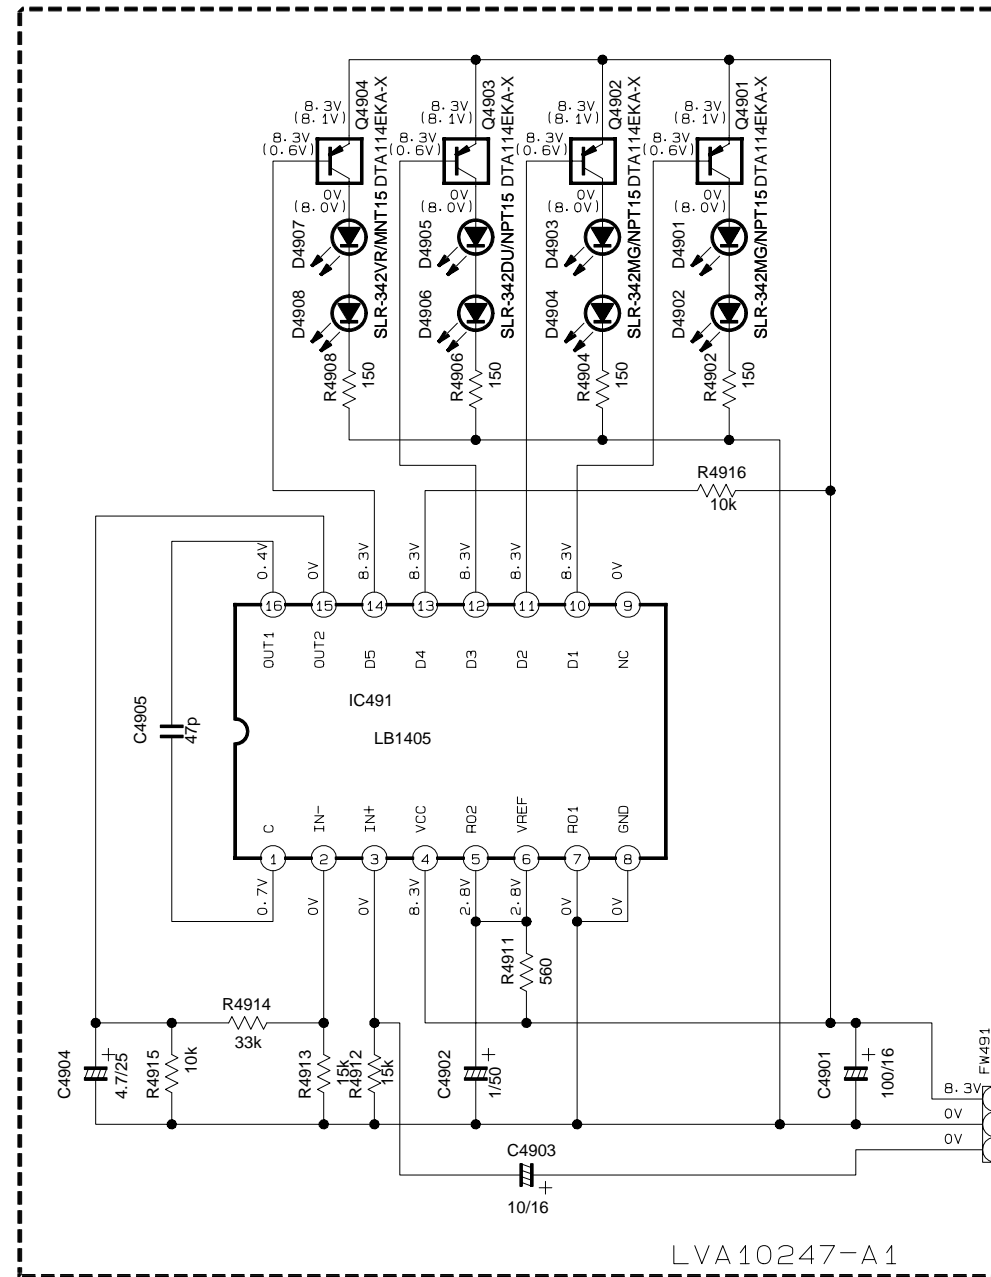 8.3V
(8.1V)
8.3V
(0.6V)
Q4904
DTA114EKA-X
0V
(8.0V)
D4907
D4908
SLR-342VR/MNT15
R4908
150
8.3V
(8.1V)
8.3V
(0.6V)
Q4903
DTA114EKA-X
0V
(8.0V)
D4905
D4906
SLR-342DU/NPT15
R4906
150
8.3V
(8.1V)
8.3V
(0.6V)
Q4902
DTA114EKA-X
0V
(8.0V)
D4903
D4904
SLR-342MG/NPT15
R4904
150
8.3V
(8.1V)
8.3V
(0.6V)
Q4901
DTA114EKA-X
0V
(8.0V)
D4901
D4902
SLR-342MG/NPT15
R4902
150
R4916
10k
0.4V
0V
8.3V
8.3V
8.3V
8.3V
8.3V
0V
16
15
14
13
12
11
10
9
OUT1
OUT2
D5
D4
D3
D2
D1
NC
IC491
LB1405
C4905
47p
C
IN-
IN+
VCC
RO2
VREF
RO1
GND
1
2
3
4
5
6
7
8
0.7V
0V
0V
8.3V
2.8V
2.8V
0V
0V
R4911
560
R4914
33k
C4904
+
4.7/25
R4915
10k
R4913
15k
R4912
15k
C4902
+
1/50
C4901
+
100/16
FW491
8.3V
0V
0V
C4903
+
10/16
LVA10247-A1